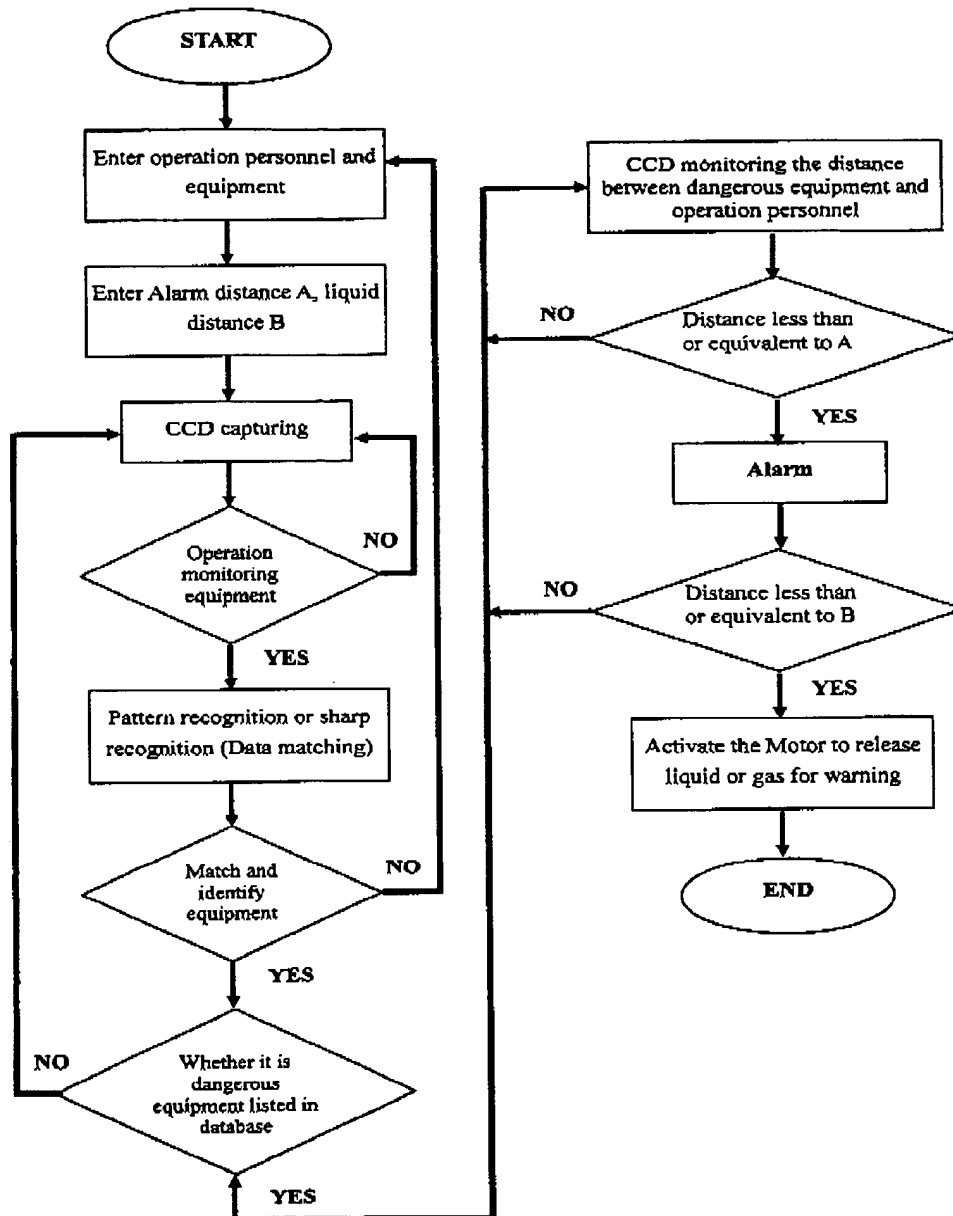 START
Enter operation personnel and
equipment
Enter Alarm distance A, liquid
distance B
CCD capturing
Operation
monitoring
equipment
NO
YES
Pattern recognition or sharp
recognition (Data matching)
Match and
identify
equipment
NO
YES
Whether it is
dangerous
equipment listed in
database
NO
YES
CCD monitoring the distance
between dangerous equipment and
operation personnel
Distance less than
or equivalent to A
NO
YES
Alarm
Distance less than
or equivalent to B
NO
YES
Activate the Motor to release
liquid or gas for warning
END